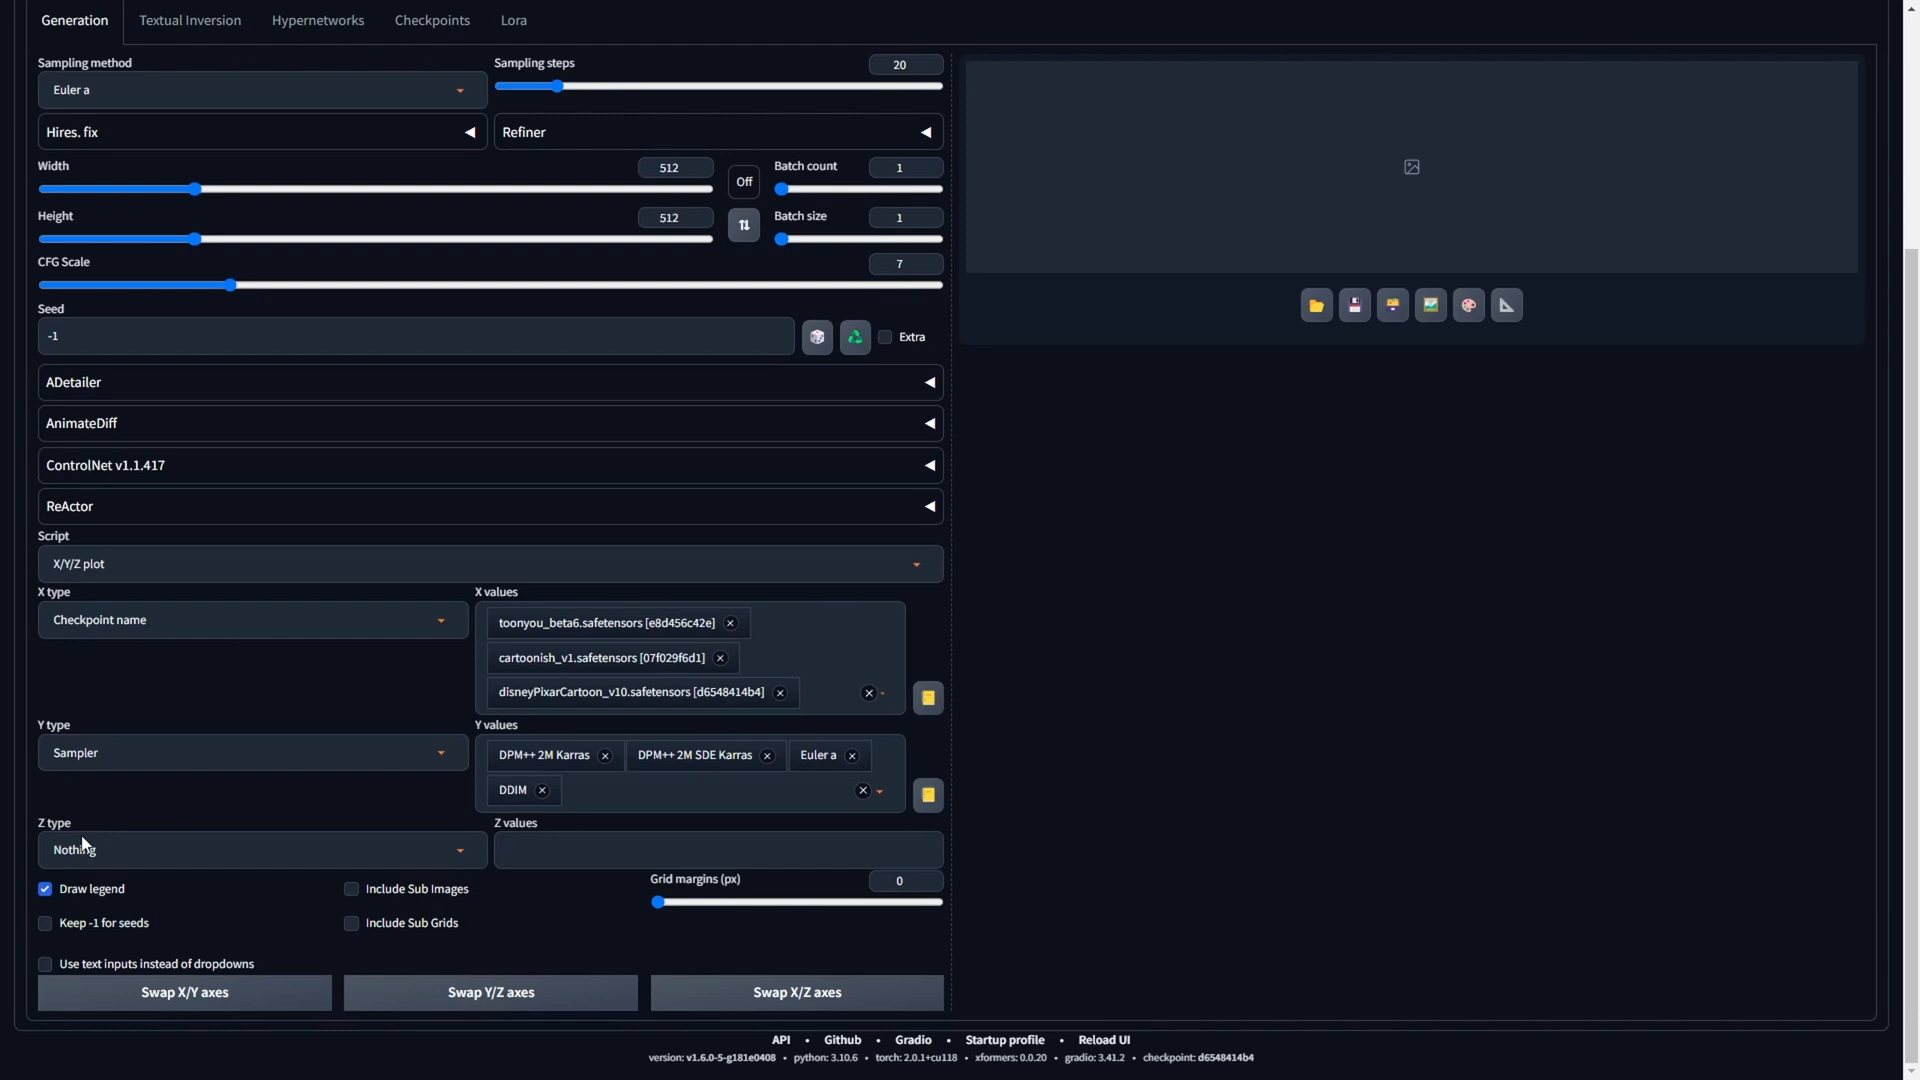 Generation Textual Inversion Hypernetworks Checkpoints Lora
Sampling method
Euler a
Sampling steps
20
Hires. fix
Refiner
Width
512
Off
Batch count
1
Height
512
Batch size
1
CFG Scale
7
Seed
-1
Extra
ADetailer
AnimateDiff
ControlNet v1.1.417
ReActor
Script
X/Y/Z plot
X type
Checkpoint name
X values
toonyou_beta6.safetensors [e8d456c42e]
cartoonish_v1.safetensors [07f029f6d1]
disneyPixarCartoon_v10.safetensors [d6548414b4]
Y type
Sampler
Y values
DPM++ 2M Karras DPM++ 2M SDE Karras Euler a
DDIM
Z type
Nothing
Z values
Draw legend
Include Sub Images
Grid margins (px)
0
Keep -1 for seeds
Include Sub Grids
Use text inputs instead of dropdowns
Swap X/Y axes Swap Y/Z axes Swap X/Z axes
API • Github • Gradio • Startup profile • Reload UI
version: v1.6.0-5-g181e0408 • python: 3.10.6 • torch: 2.0.1+cu118 • xformers: 0.0.20 • gradio: 3.41.2 • checkpoint: d6548414b4